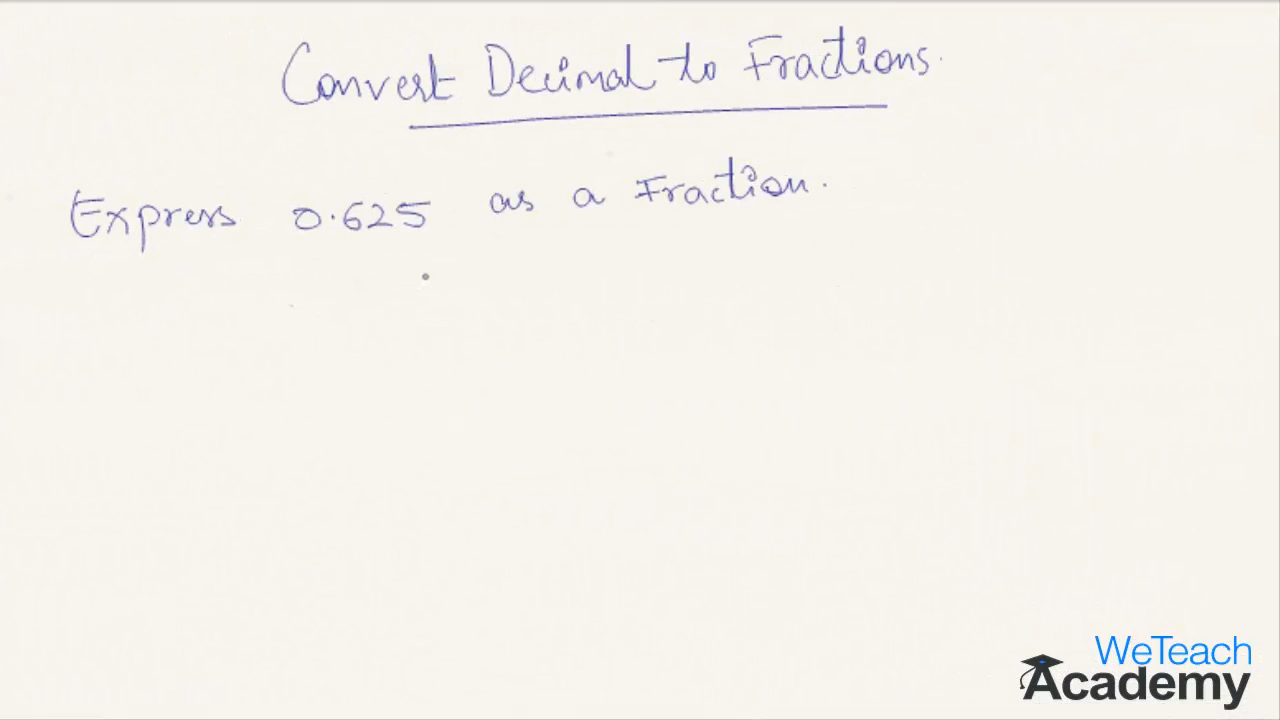 Convert Decimal to Fractions.
Express 0.625 as a Fraction.
WeTeach
Academy